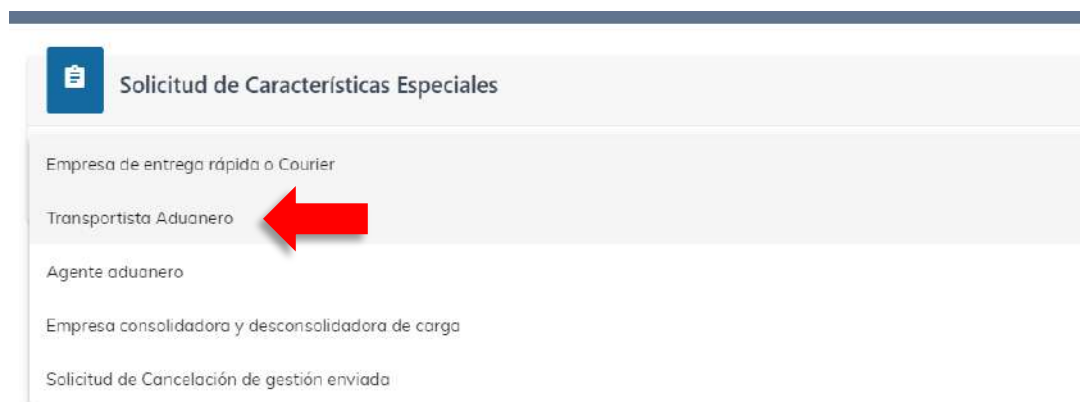 Solicitud de Características Especiales
Empresa de entrega rápida o Courier
Transportista Aduanero
Agente aduanero
Empresa consolidadora y desconsolidadora de carga
Solicitud de Cancelación de gestión enviada